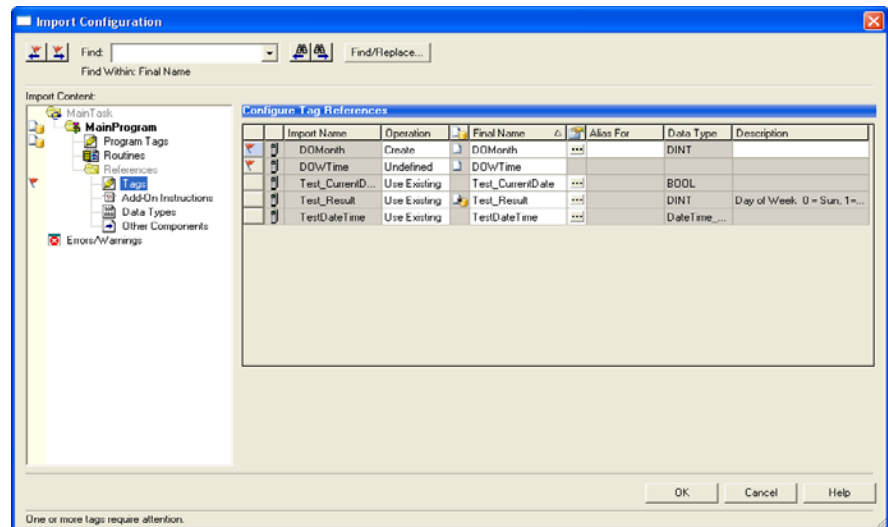 Import Configuration
Find:
Find/Replace...
Find Within: Final Name
Import Content:
MainTask
MainProgram
Program Tags
Routines
References
Tags
Add-On Instructions
Data Types
Other Components
Errors/Warnings
Configure Tag References
Import Name Operation Final Name Alias For Data Type Description
DOMonth Create DOMonth DINT
DOWTime Undefined DOWTime
Test_CurrentD... Use Existing Test_CurrentDate BOOL
Test_Result Use Existing Test_Result DINT Day of Week 0 = Sun, 1=...
TestDateTime Use Existing TestDateTime DateTime_...
OK Cancel Help
One or more tags require attention.